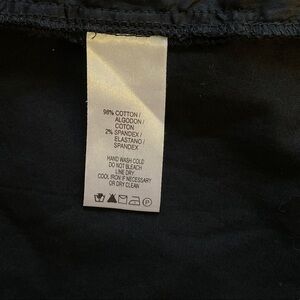 98% COTTON /
ALGODON /
COTON
2% SPANDEX /
ELASTANO /
SPANDEX
HAND WASH COLD
DO NOT BLEACH
LINE DRY
COOL IRON IF NECESSARY
OR DRY CLEAN
P